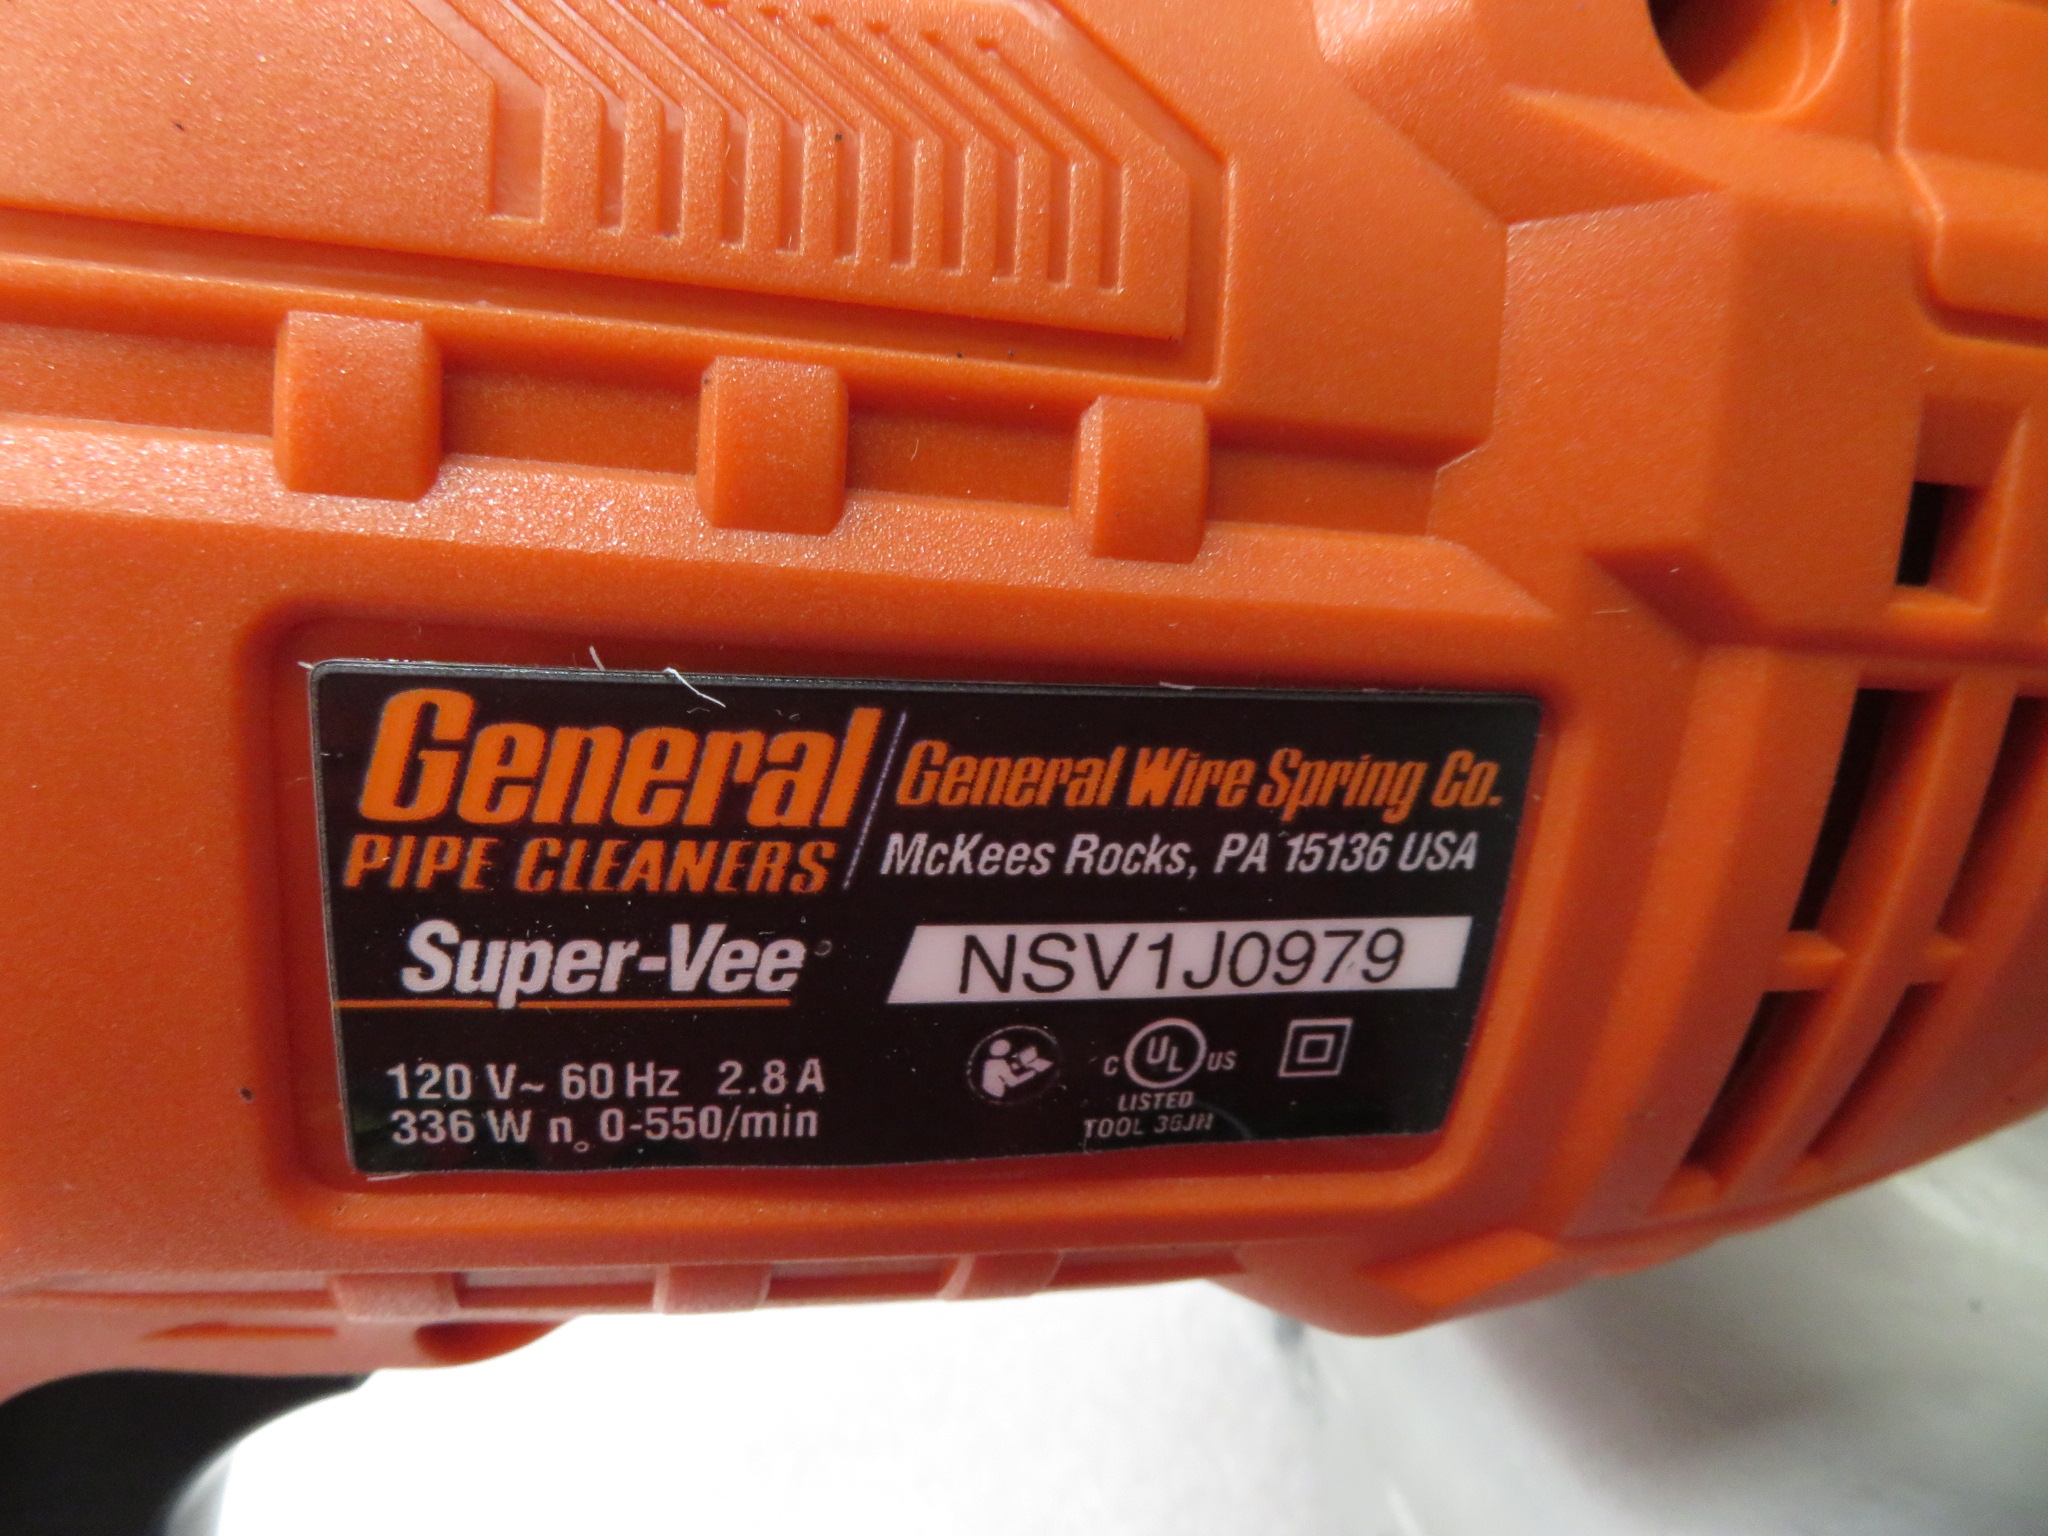 General
PIPE CLEANERS
General Wire Spring Co.
McKees Rocks, PA 15136 USA
Super-Vee
NSV1J0979
120 V~ 60 Hz 2.8 A
336 W n₀ 0-550/min
C UL US
LISTED
TOOL 36JN